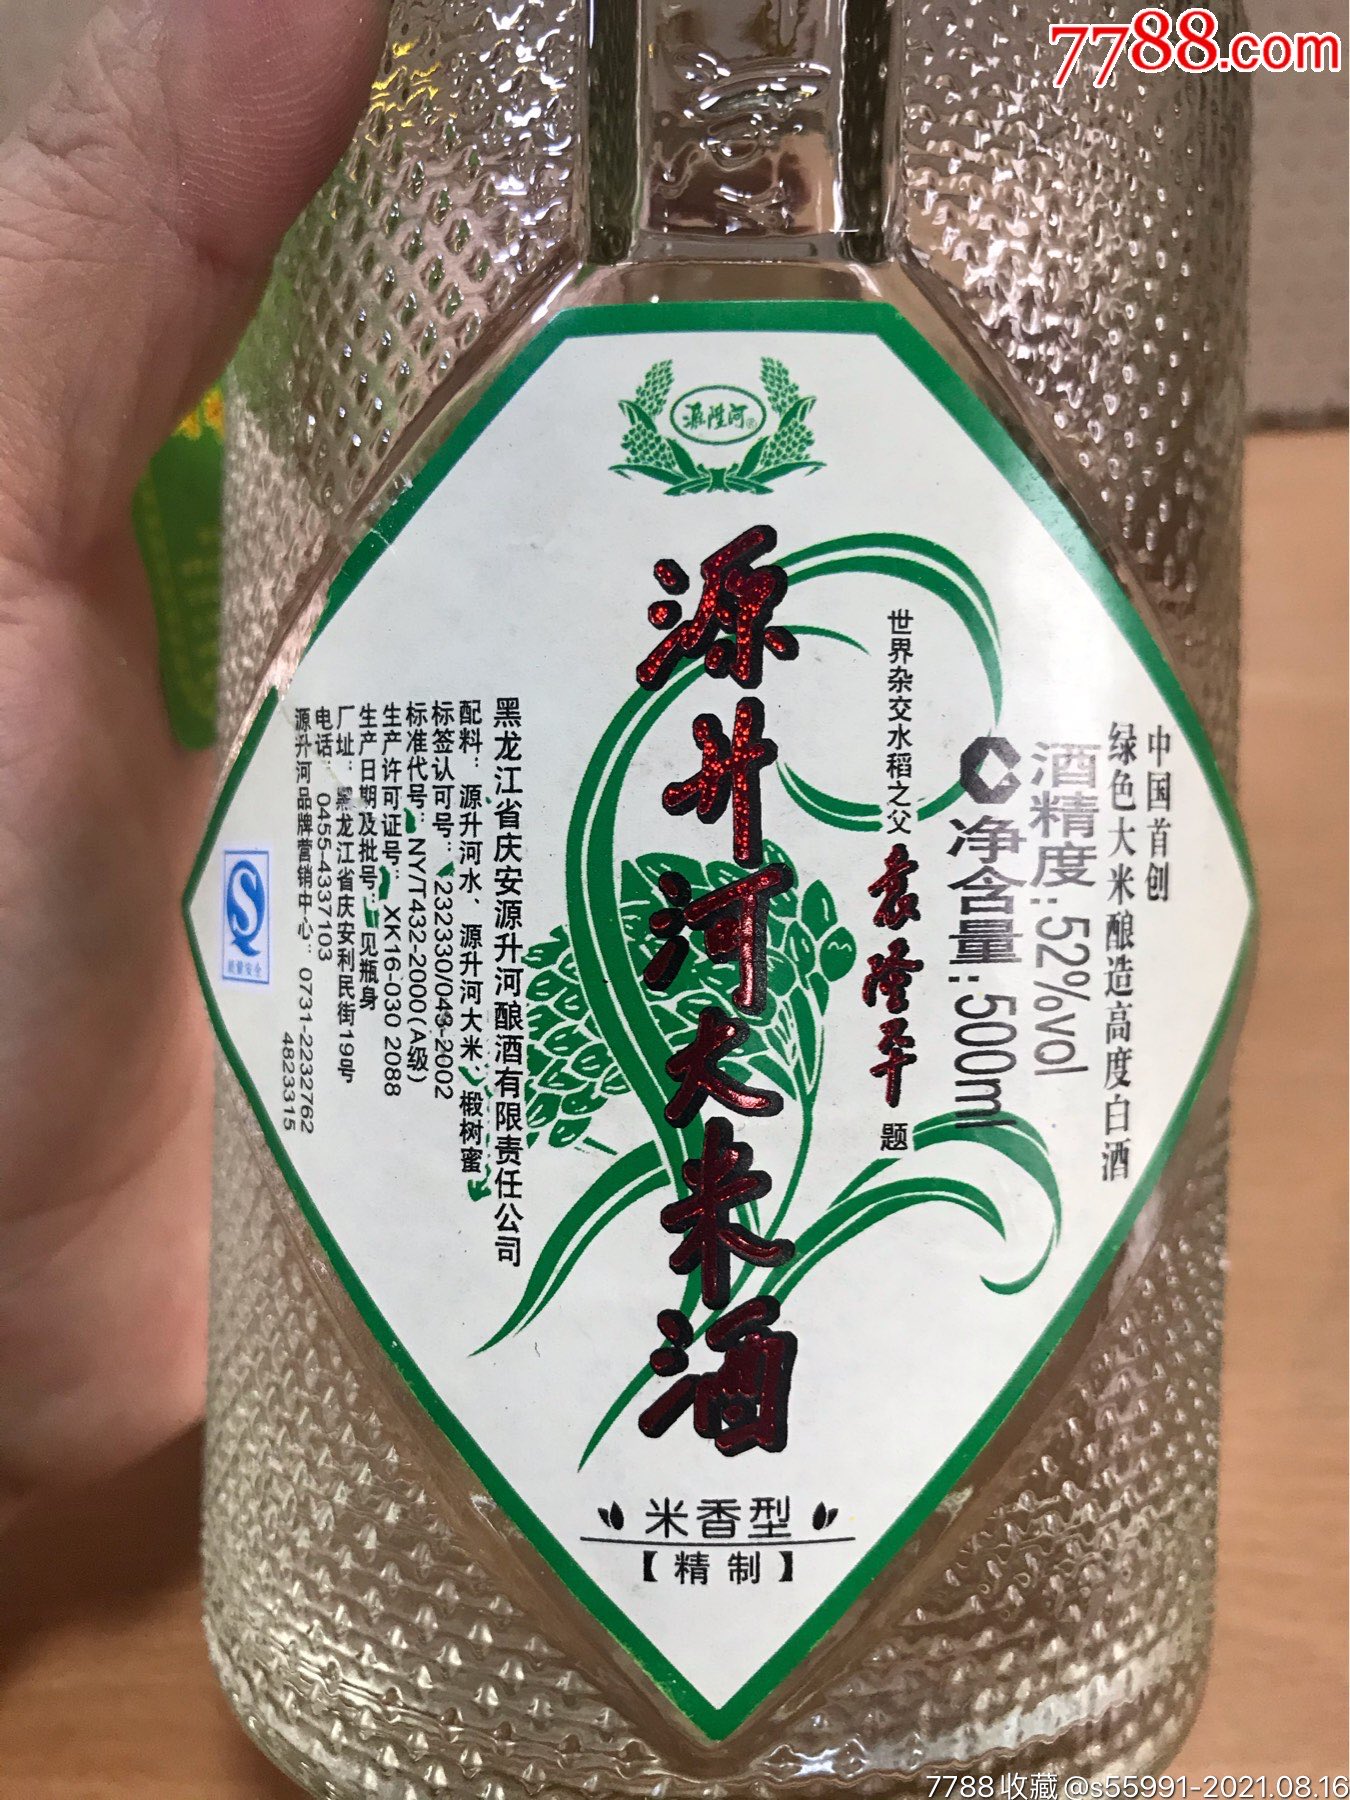 7788.com
源陞河®
中国首创
绿色大米酿造高度白酒
酒精度:52%vol
净含量:500ml
世界杂交水稻之父 袁隆平 题
源升河大米酒
黑龙江省庆安源升河酿酒有限责任公司
配料:源升河水、源升河大米、椴树蜜
标签认可号:232330/043-2002
标准代号:NY/T432-2000(A级)
生产许可证号:XK16-030 2088
生产日期及批号:见瓶身
厂址:黑龙江省庆安利民街19号
电话:0455-4337103
源升河品牌营销中心:0731-2232762
4823315
质量安全
米香型
【精制】
7788收藏@s55991-2021.08.16